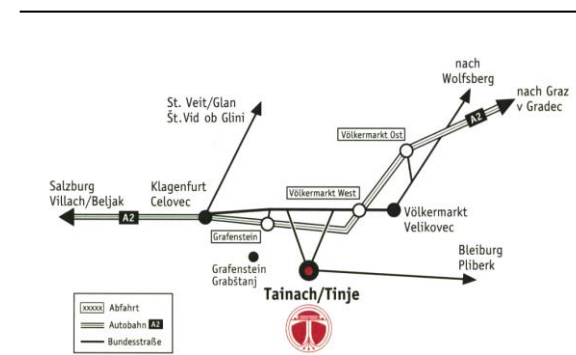 nach
Wolfsberg
nach Graz
v Gradec
A2
St. Veit/Glan
Št.Vid ob Glini
Völkermarkt Ost
Salzburg
Villach/Beljak
A2
Klagenfurt
Celovec
Völkermarkt West
Völkermarkt
Velikovec
Grafenstein
Grafenstein
Grabštanj
Bleiburg
Pliberk
Tainach/Tinje
xxxxx Abfahrt
Autobahn A2
Bundesstraße